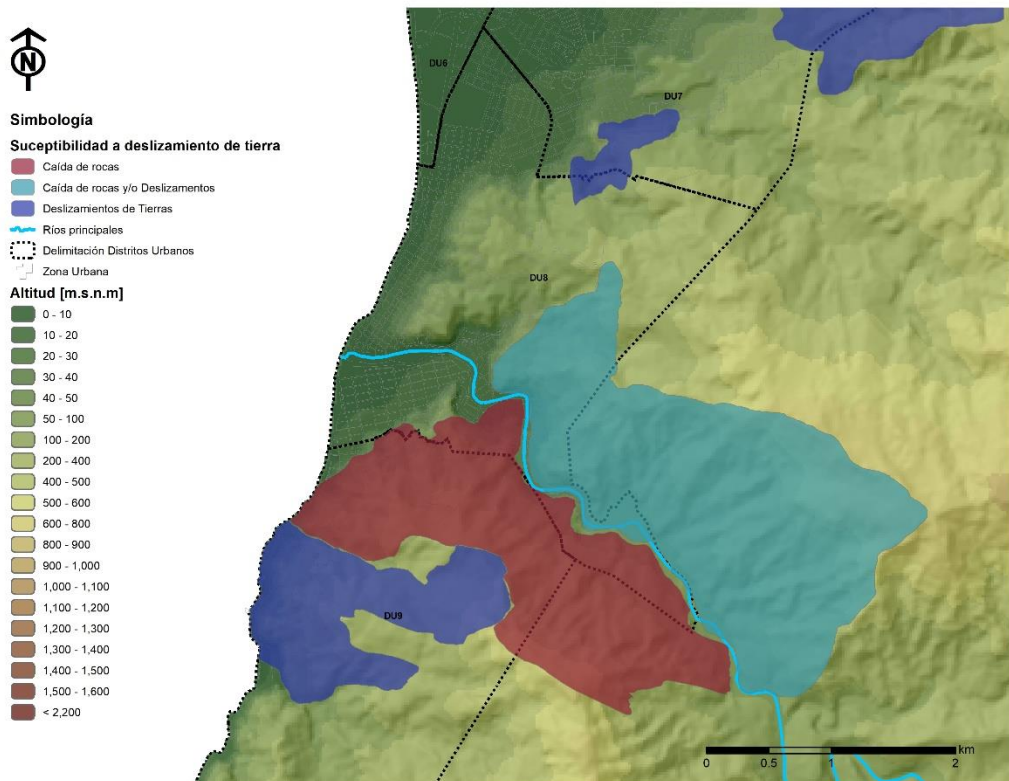 N
Simbología
Suceptibilidad a deslizamiento de tierra
Caída de rocas
Caída de rocas y/o Deslizamentos
Deslizamientos de Tierras
Ríos principales
Delimitación Distritos Urbanos
Zona Urbana
Altitud [m.s.n.m]
0 - 10
10 - 20
20 - 30
30 - 40
40 - 50
50 - 100
100 - 200
200 - 400
400 - 500
500 - 600
600 - 800
800 - 900
900 - 1,000
1,000 - 1,100
1,100 - 1,200
1,200 - 1,300
1,300 - 1,400
1,400 - 1,500
1,500 - 1,600
< 2,200
DU6
DU7
DU8
DU9
km
0 0.5 1 2